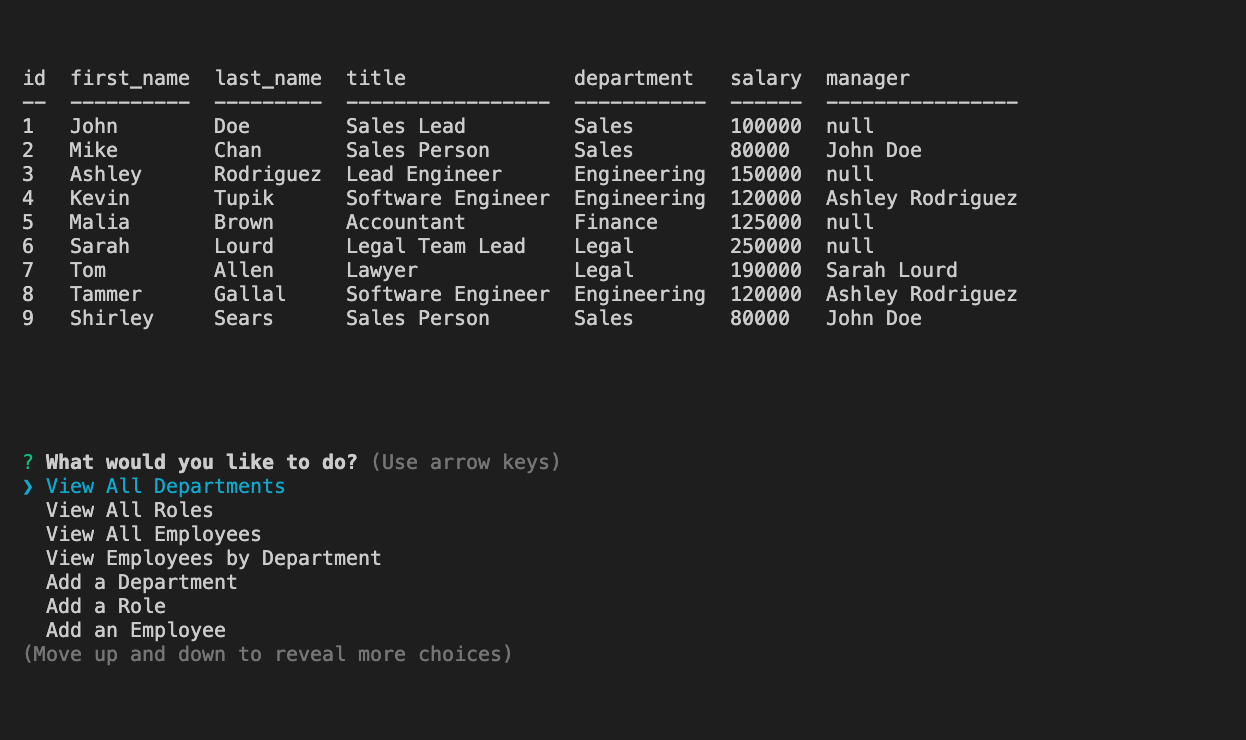 id  first_name  last_name  title              department   salary  manager
--  ----------  ---------  -----------------  -----------  ------  ----------------
1   John        Doe        Sales Lead         Sales        100000  null
2   Mike        Chan       Sales Person       Sales        80000   John Doe
3   Ashley      Rodriguez  Lead Engineer      Engineering  150000  null
4   Kevin       Tupik      Software Engineer  Engineering  120000  Ashley Rodriguez
5   Malia       Brown      Accountant         Finance      125000  null
6   Sarah       Lourd      Legal Team Lead    Legal        250000  null
7   Tom         Allen      Lawyer             Legal        190000  Sarah Lourd
8   Tammer      Gallal     Software Engineer  Engineering  120000  Ashley Rodriguez
9   Shirley     Sears      Sales Person       Sales        80000   John Doe
? What would you like to do? (Use arrow keys)
❯ View All Departments
  View All Roles
  View All Employees
  View Employees by Department
  Add a Department
  Add a Role
  Add an Employee
(Move up and down to reveal more choices)